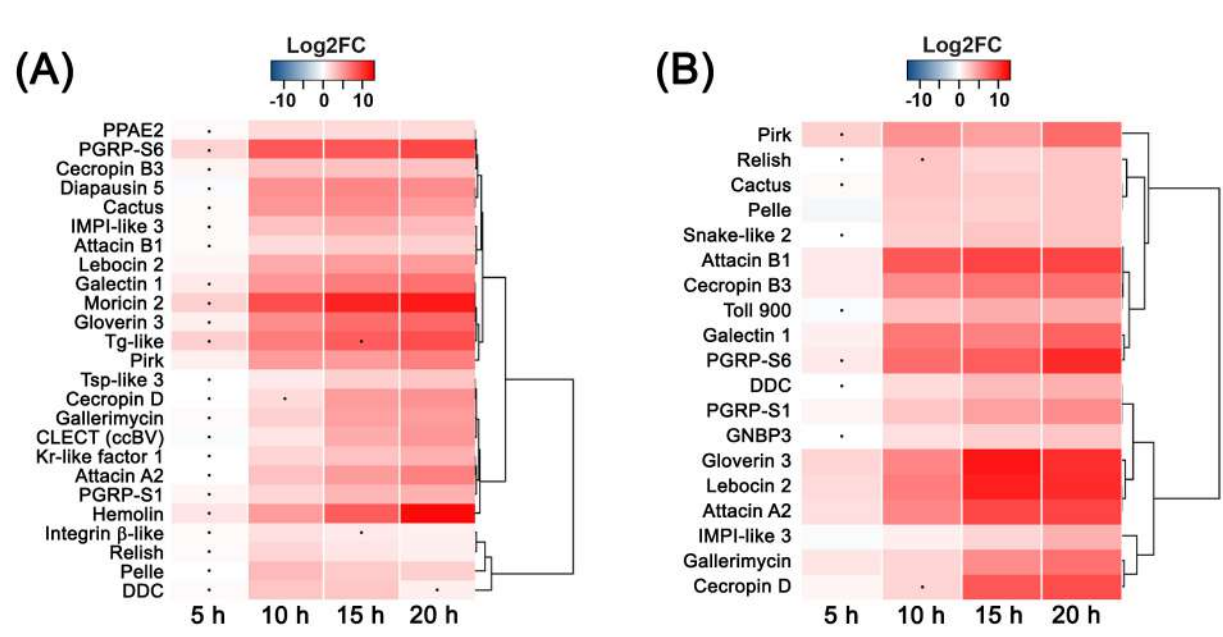 (A)
Log2FC
-10 0 10
PPAE2
PGRP-S6
Cecropin B3
Diapausin 5
Cactus
IMPI-like 3
Attacin B1
Lebocin 2
Galectin 1
Moricin 2
Gloverin 3
Tg-like
Pirk
Tsp-like 3
Cecropin D
Gallerimycin
CLECT (ccBV)
Kr-like factor 1
Attacin A2
PGRP-S1
Hemolin
Integrin β-like
Relish
Pelle
DDC
5 h 10 h 15 h 20 h
(B)
Log2FC
-10 0 10
Pirk
Relish
Cactus
Pelle
Snake-like 2
Attacin B1
Cecropin B3
Toll 900
Galectin 1
PGRP-S6
DDC
PGRP-S1
GNBP3
Gloverin 3
Lebocin 2
Attacin A2
IMPI-like 3
Gallerimycin
Cecropin D
5 h 10 h 15 h 20 h